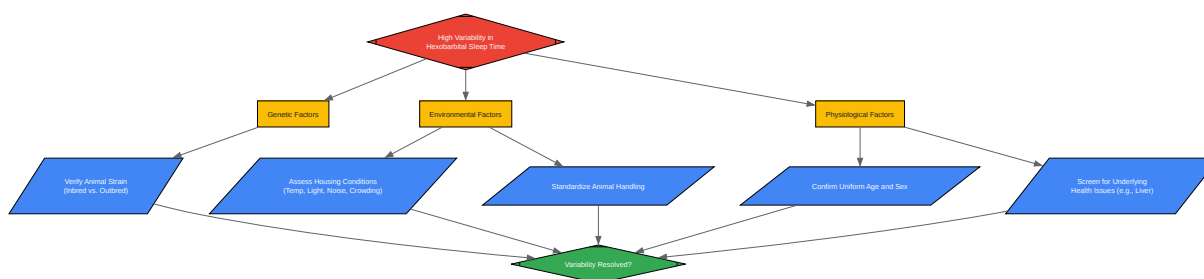 High Variability in
Hexobarbital Sleep Time
Genetic Factors
Environmental Factors
Physiological Factors
Verify Animal Strain
(Inbred vs. Outbred)
Assess Housing Conditions
(Temp, Light, Noise, Crowding)
Standardize Animal Handling
Confirm Uniform Age and Sex
Screen for Underlying
Health Issues (e.g., Liver)
Variability Resolved?